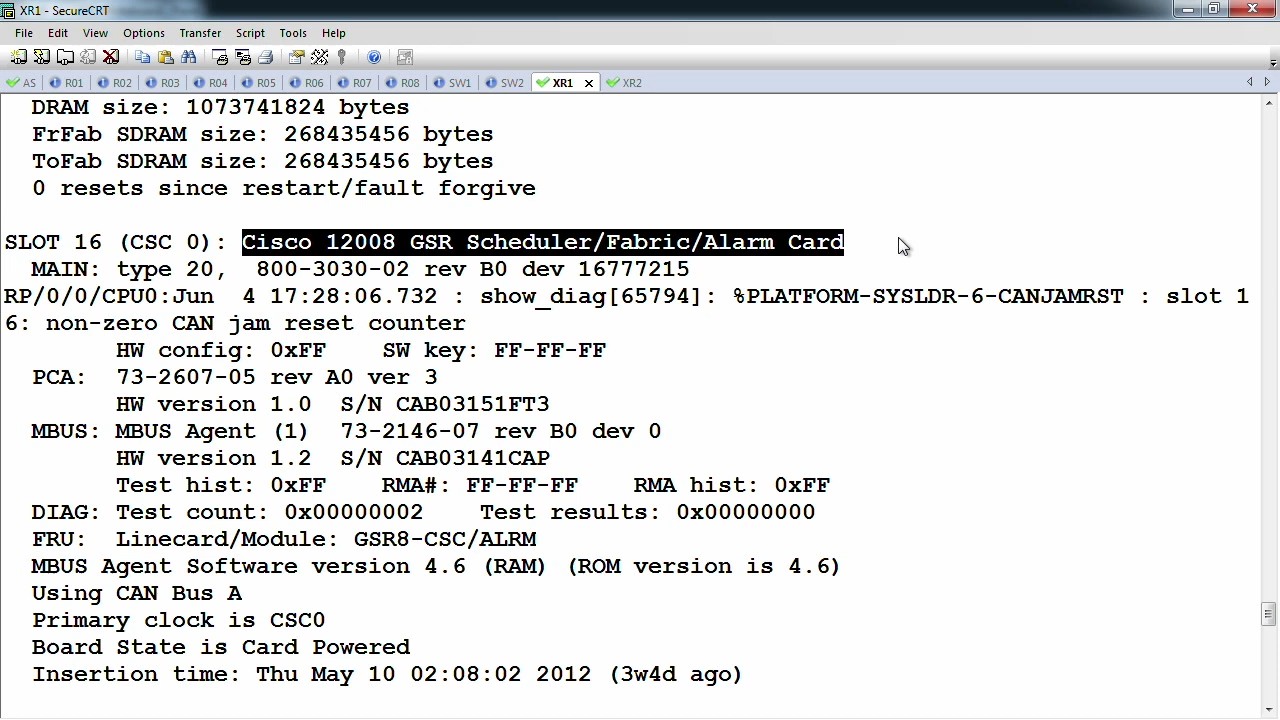 XR1 - SecureCRT
File Edit View Options Transfer Script Tools Help
AS R01 R02 R03 R04 R05 R06 R07 R08 SW1 SW2 XR1 XR2
DRAM size: 1073741824 bytes
FrFab SDRAM size: 268435456 bytes
ToFab SDRAM size: 268435456 bytes
0 resets since restart/fault forgive
SLOT 16 (CSC 0): Cisco 12008 GSR Scheduler/Fabric/Alarm Card
MAIN: type 20,  800-3030-02 rev B0 dev 16777215
RP/0/0/CPU0:Jun  4 17:28:06.732 : show_diag[65794]: %PLATFORM-SYSLDR-6-CANJAMRST : slot 1
6: non-zero CAN jam reset counter
HW config: 0xFF    SW key: FF-FF-FF
PCA:  73-2607-05 rev A0 ver 3
HW version 1.0  S/N CAB03151FT3
MBUS: MBUS Agent (1)  73-2146-07 rev B0 dev 0
HW version 1.2  S/N CAB03141CAP
Test hist: 0xFF    RMA#: FF-FF-FF    RMA hist: 0xFF
DIAG: Test count: 0x00000002    Test results: 0x00000000
FRU:  Linecard/Module: GSR8-CSC/ALRM
MBUS Agent Software version 4.6 (RAM) (ROM version is 4.6)
Using CAN Bus A
Primary clock is CSC0
Board State is Card Powered
Insertion time: Thu May 10 02:08:02 2012 (3w4d ago)